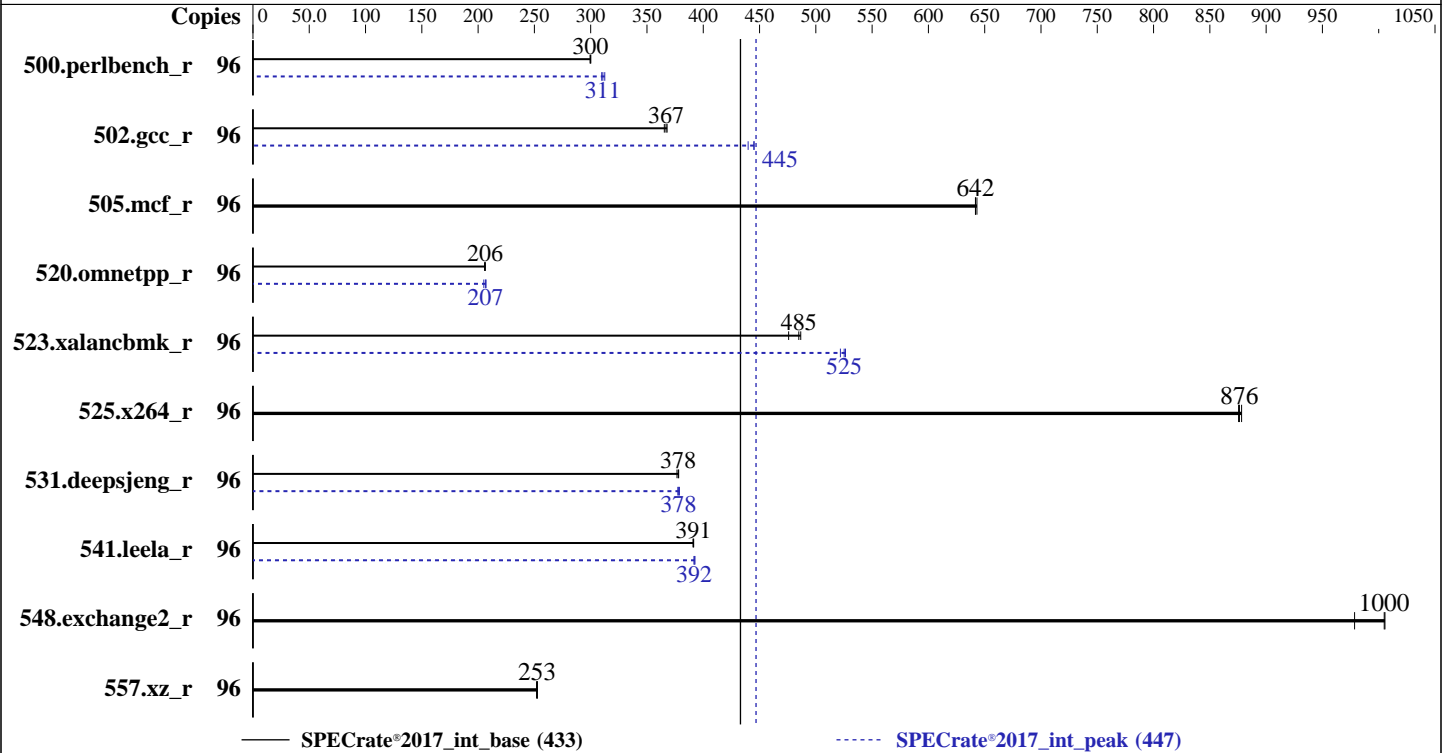 Copies 0 50.0 100 150 200 250 300 350 400 450 500 550 600 650 700 750 800 850 900 950 1050
500.perlbench_r 96 300
311
502.gcc_r 96 367
445
505.mcf_r 96 642
520.omnetpp_r 96 206
207
523.xalancbmk_r 96 485
525
525.x264_r 96 876
531.deepsjeng_r 96 378
378
541.leela_r 96 391
392
548.exchange2_r 96 1000
557.xz_r 96 253
SPECrate®2017_int_base (433) SPECrate®2017_int_peak (447)